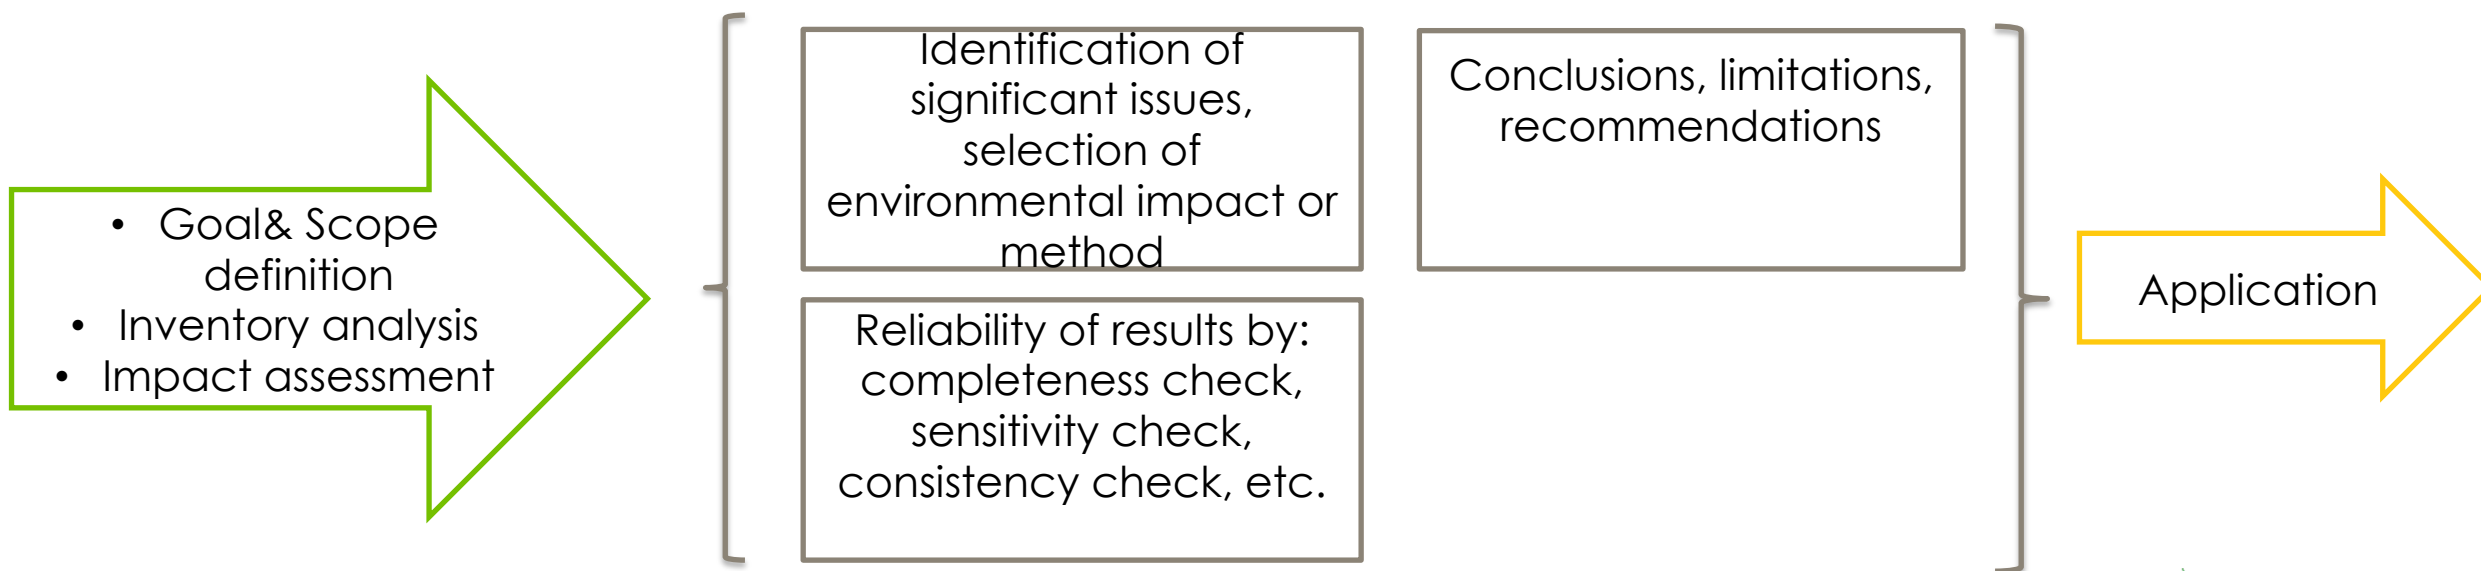 • Goal& Scope
definition
• Inventory analysis
• Impact assessment
Identification of
significant issues,
selection of
environmental impact or
method
Reliability of results by:
completeness check,
sensitivity check,
consistency check, etc.
Conclusions, limitations,
recommendations
Application